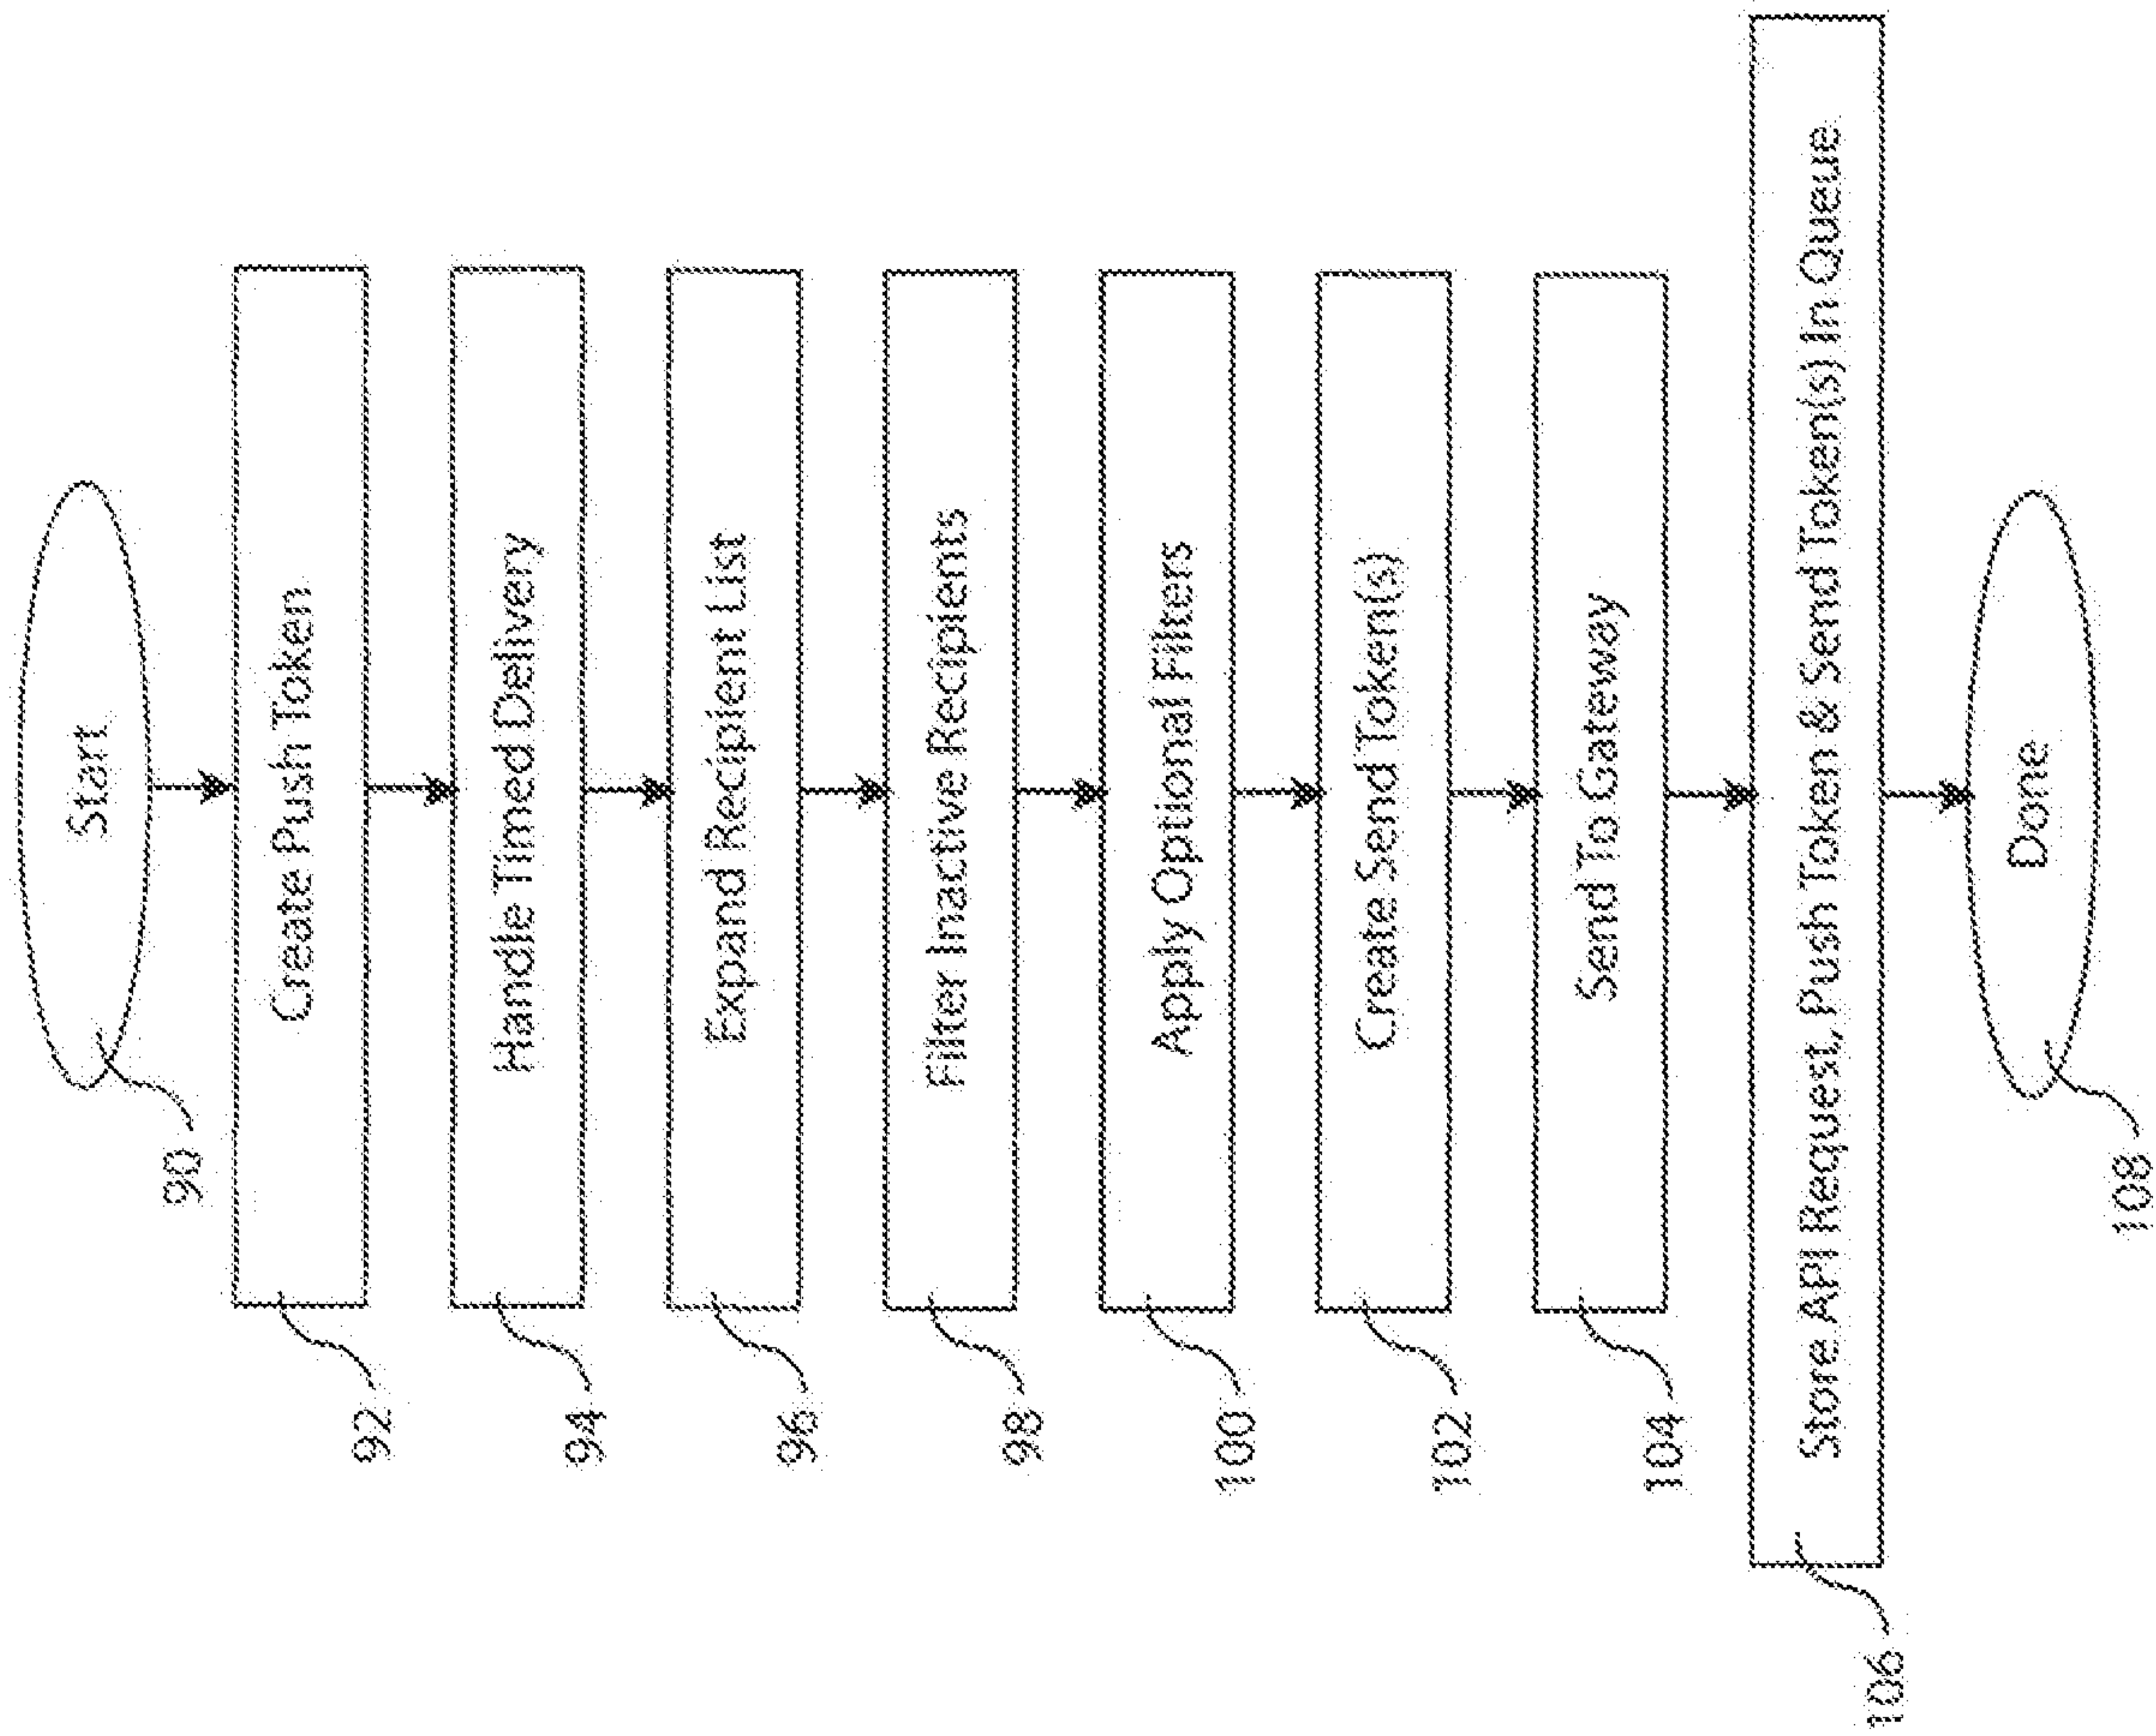 Start
90
Create Push Token
92
Handle Timed Delivery
94
Expand Recipient List
96
Filter Inactive Recipients
98
Apply Optional Filters
100
Create Send Token(s)
102
Send To Gateway
104
Store API Request, Push Token & Send Token(s) In Queue
106
Done
108